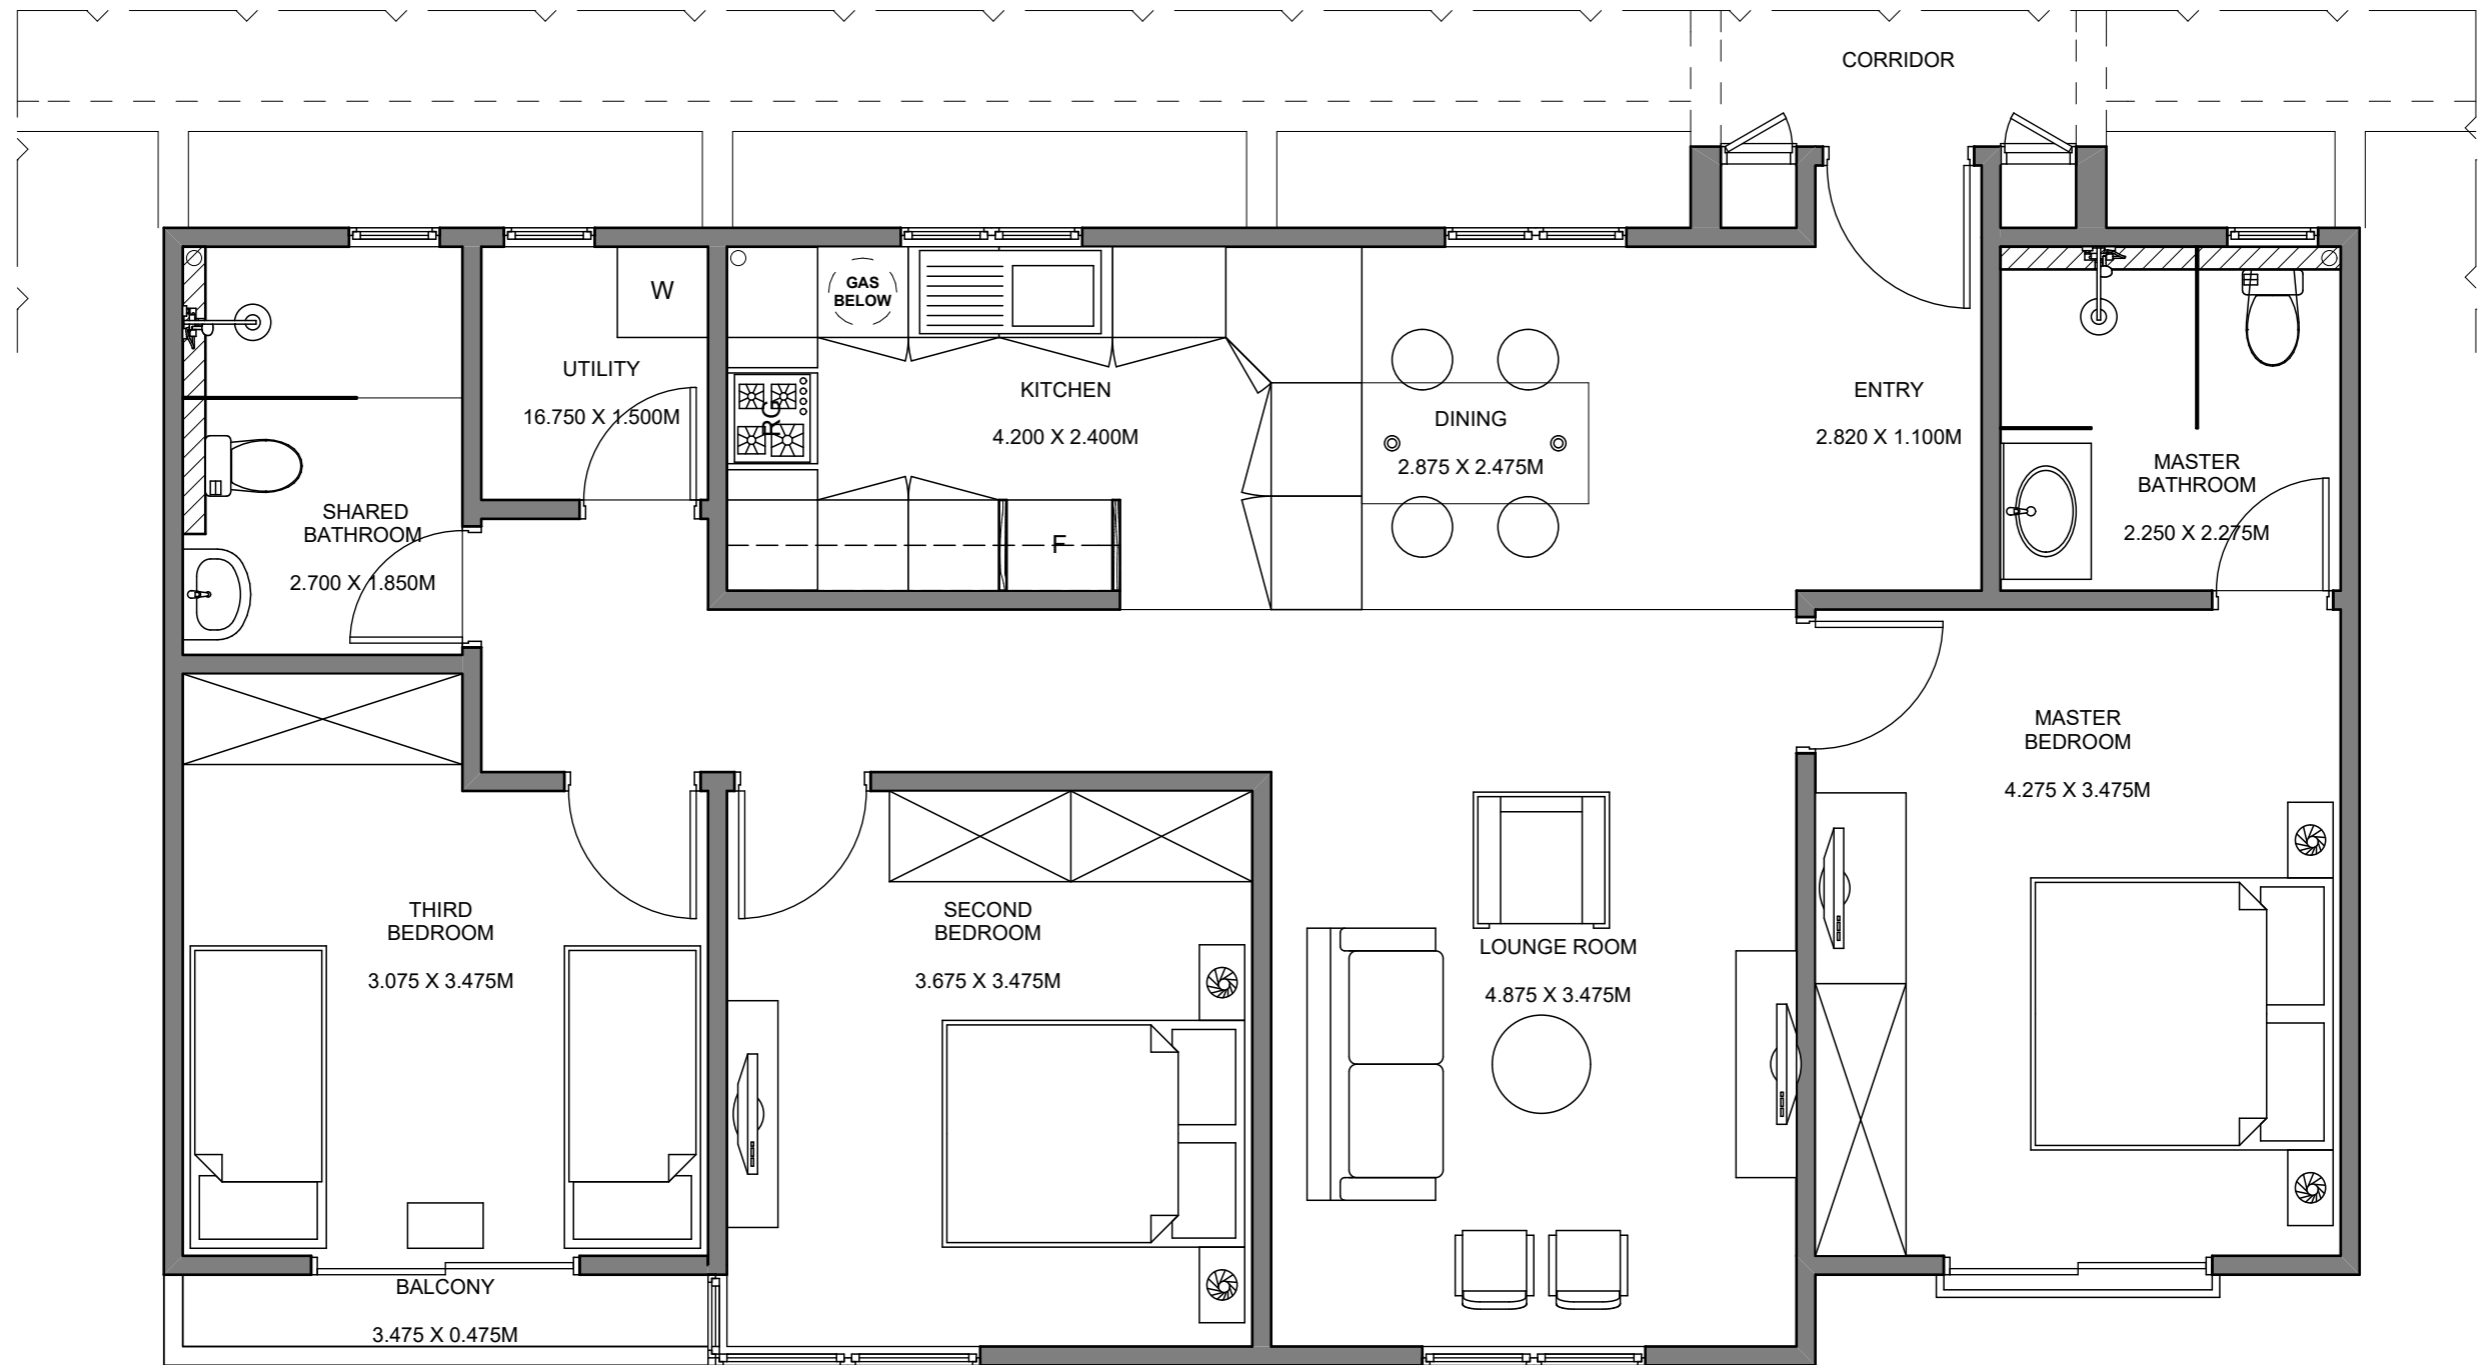 CORRIDOR
GAS
BELOW
W
UTILITY
16.750 X 1.500M
RG
KITCHEN
4.200 X 2.400M
DINING
2.875 X 2.475M
ENTRY
2.820 X 1.100M
MASTER
BATHROOM
2.250 X 2.275M
SHARED
BATHROOM
2.700 X 1.850M
F
MASTER
BEDROOM
4.275 X 3.475M
THIRD
BEDROOM
3.075 X 3.475M
SECOND
BEDROOM
3.675 X 3.475M
LOUNGE ROOM
4.875 X 3.475M
BALCONY
3.475 X 0.475M